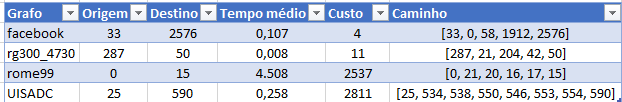 Grafo Origem Destino Tempo médio Custo Caminho
facebook 33 2576 0,107 4 [33, 0, 58, 1912, 2576]
rg300_4730 287 50 0,008 11 [287, 21, 204, 42, 50]
rome99 0 15 4.508 2537 [0, 21, 20, 16, 17, 15]
UISADC 25 590 0,258 2811 [25, 534, 538, 550, 546, 553, 554, 590]